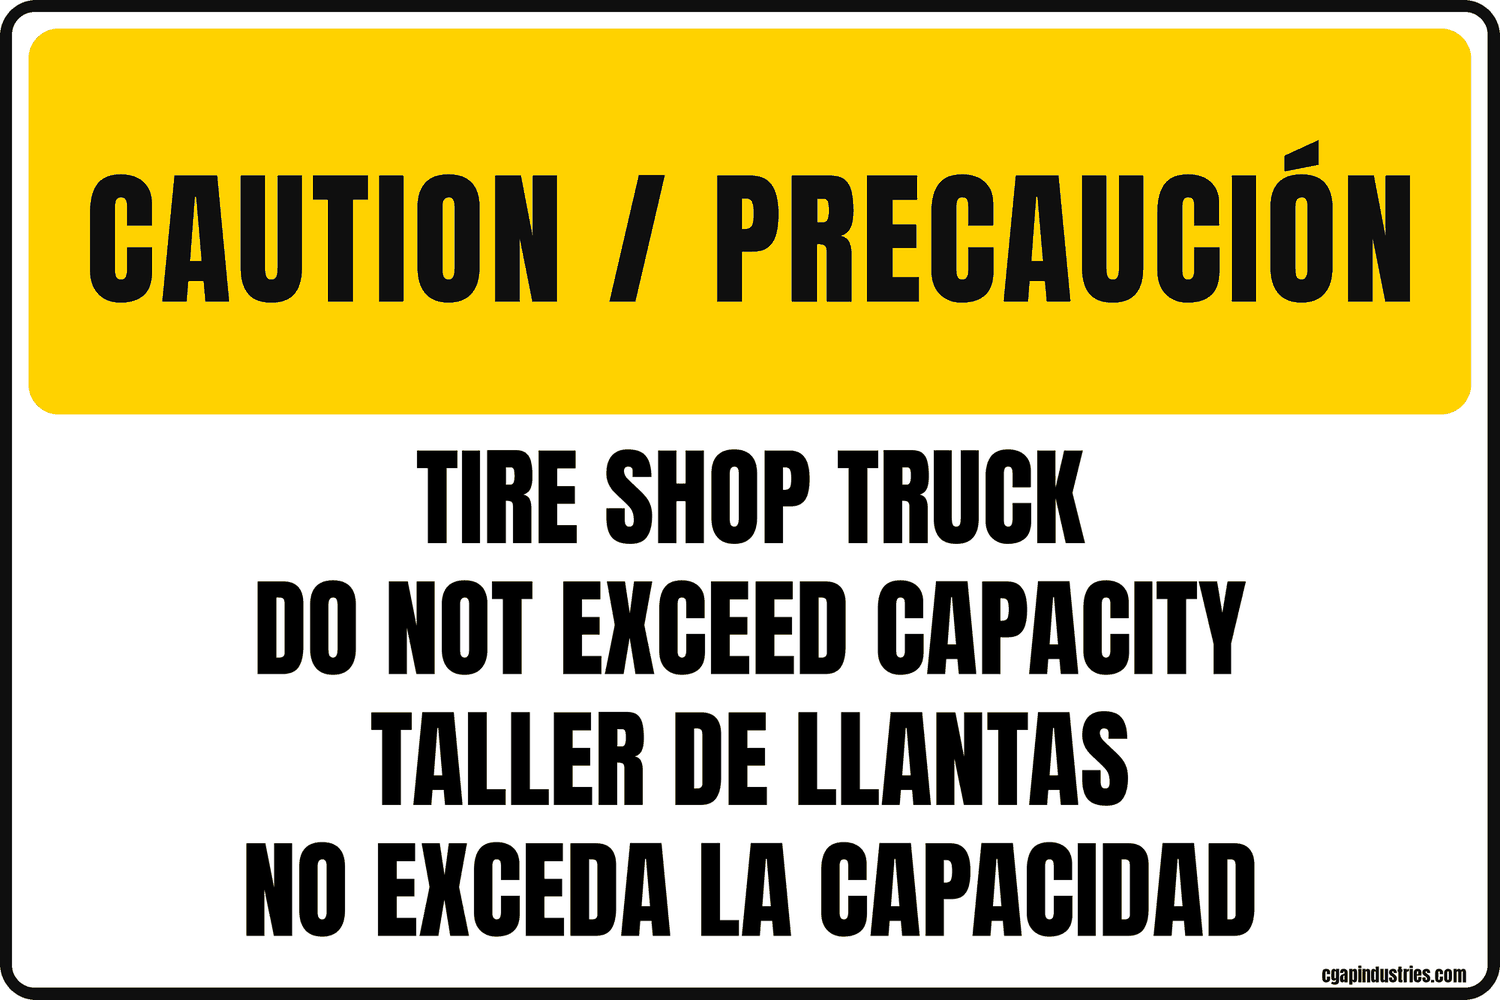 CAUTION / PRECAUCIÓN
TIRE SHOP TRUCK
DO NOT EXCEED CAPACITY
TALLER DE LLANTAS
NO EXCEDA LA CAPACIDAD
cgapindustries.com